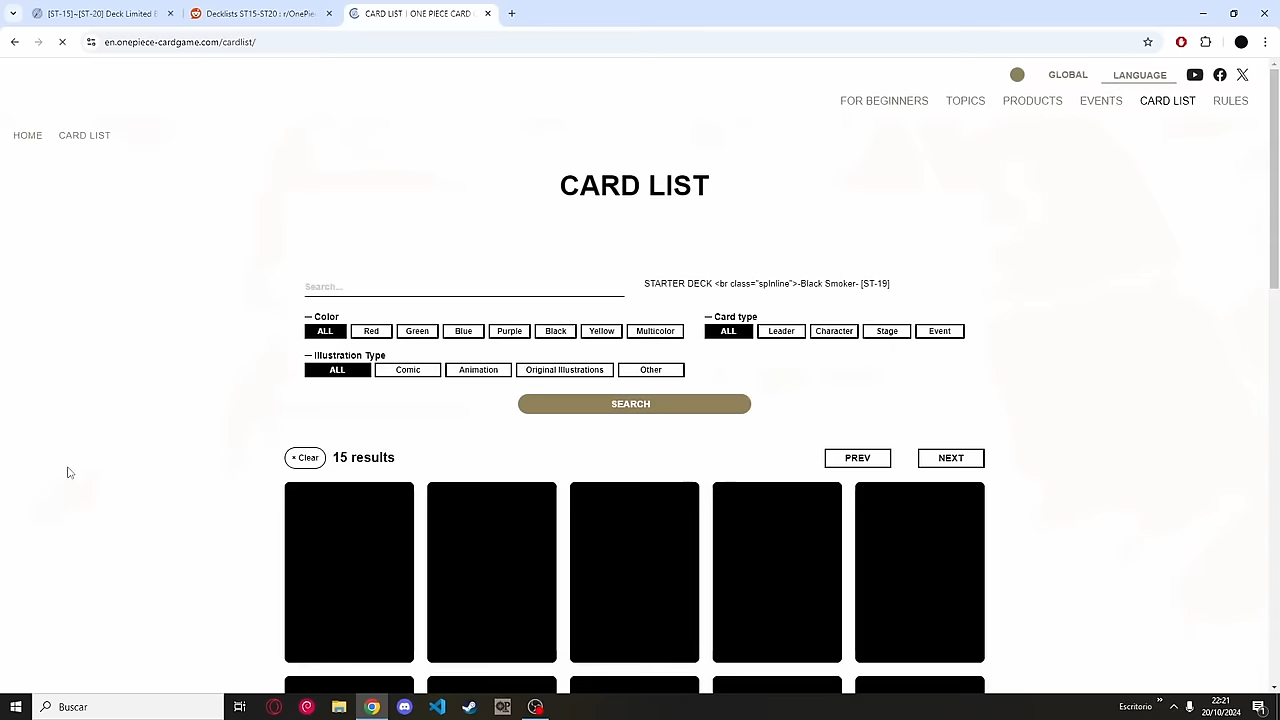 [ST-15]~[ST-20] Deck Limited E
Decklists ST15-ST20 : r/OnePie
CARD LIST | ONE PIECE CARD
en.onepiece-cardgame.com/cardlist/
GLOBAL
LANGUAGE
FOR BEGINNERS
TOPICS
PRODUCTS
EVENTS
CARD LIST
RULES
HOME
CARD LIST
CARD LIST
Search...
STARTER DECK <br class="spInline">-Black Smoker- [ST-19]
Color
ALL
Red
Green
Blue
Purple
Black
Yellow
Multicolor
Card type
ALL
Leader
Character
Stage
Event
Illustration Type
ALL
Comic
Animation
Original Illustrations
Other
SEARCH
× Clear
15 results
PREV
NEXT
Buscar
Escritorio
22:21
20/10/2024